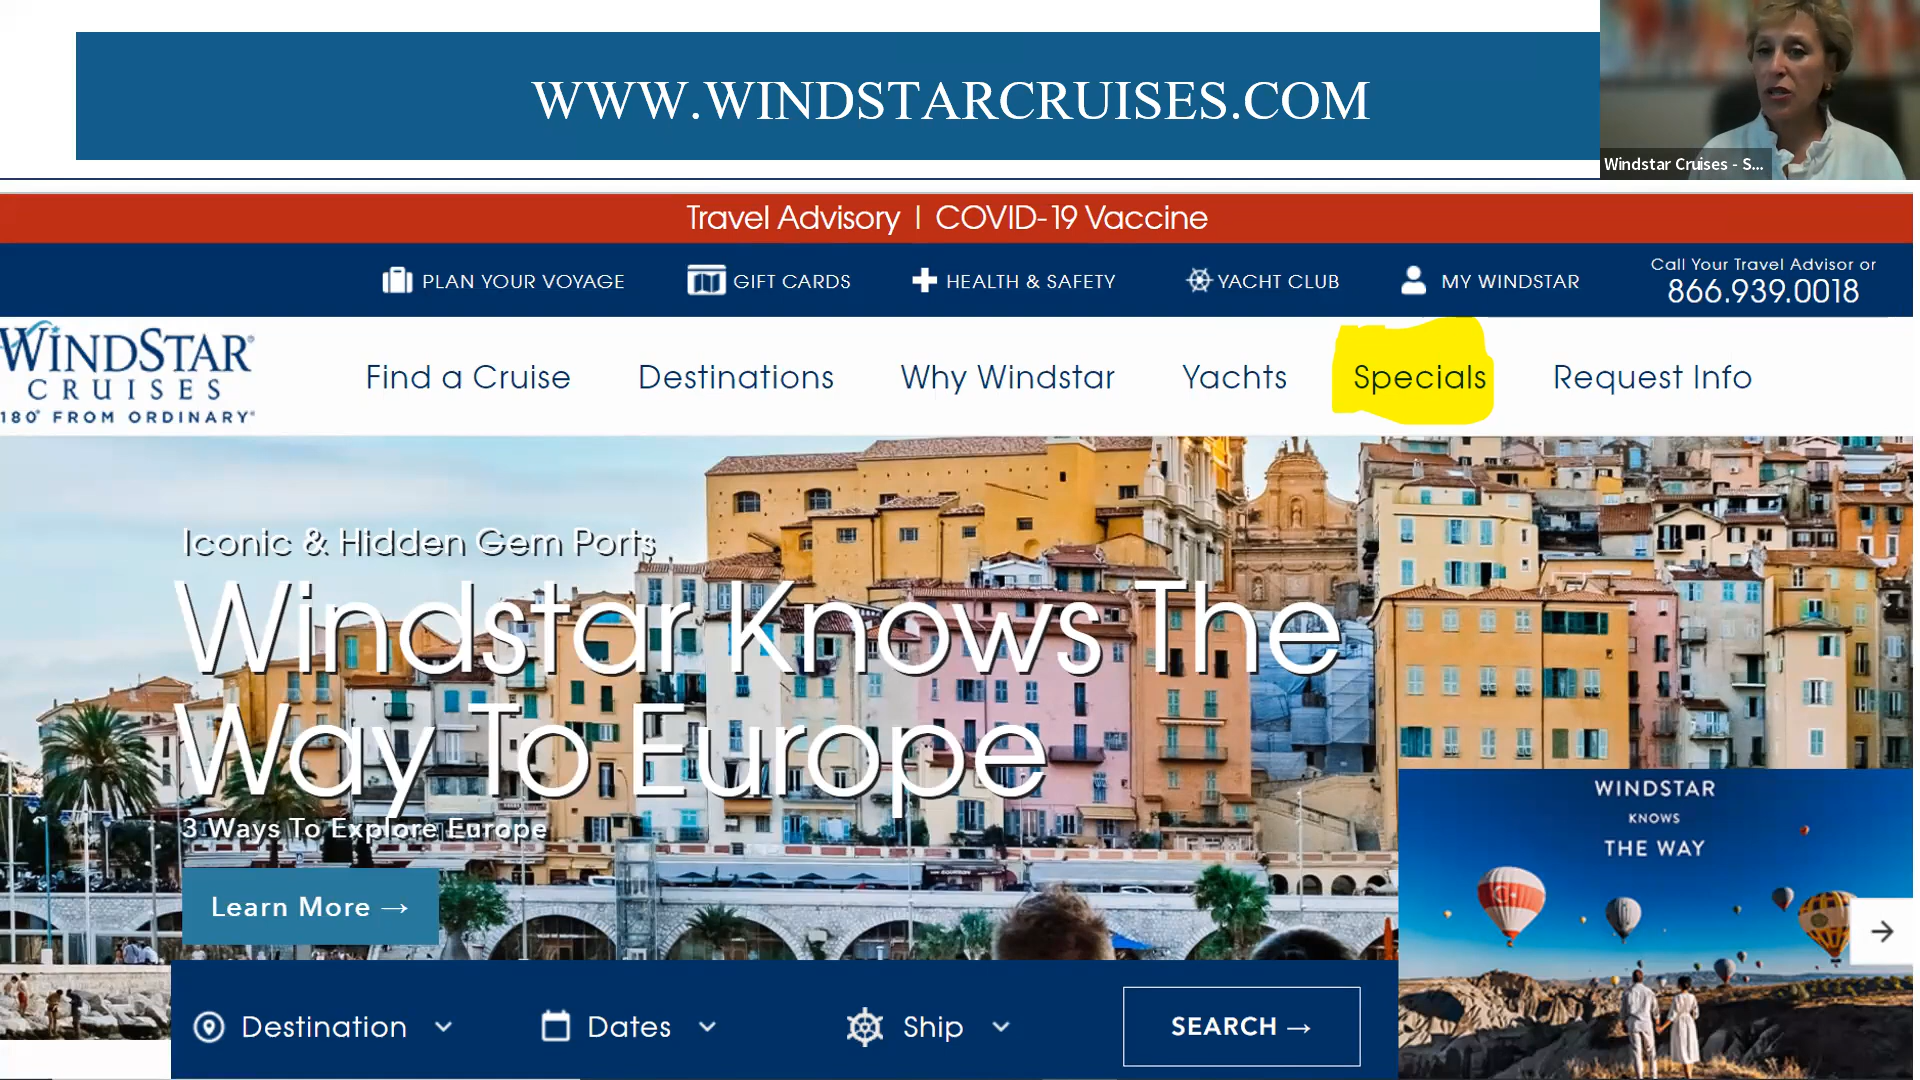 WWW.WINDSTARCRUISES.COM
Windstar Cruises - S...
Travel Advisory | COVID-19 Vaccine
PLAN YOUR VOYAGE
GIFT CARDS
HEALTH & SAFETY
YACHT CLUB
MY WINDSTAR
Call Your Travel Advisor or
866.939.0018
WINDSTAR®
CRUISES
180° FROM ORDINARY®
Find a Cruise
Destinations
Why Windstar
Yachts
Specials
Request Info
Iconic & Hidden Gem Ports
Windstar Knows The
Way To Europe
3 Ways To Explore Europe
Learn More →
WINDSTAR
KNOWS
THE WAY
Destination
Dates
Ship
SEARCH →